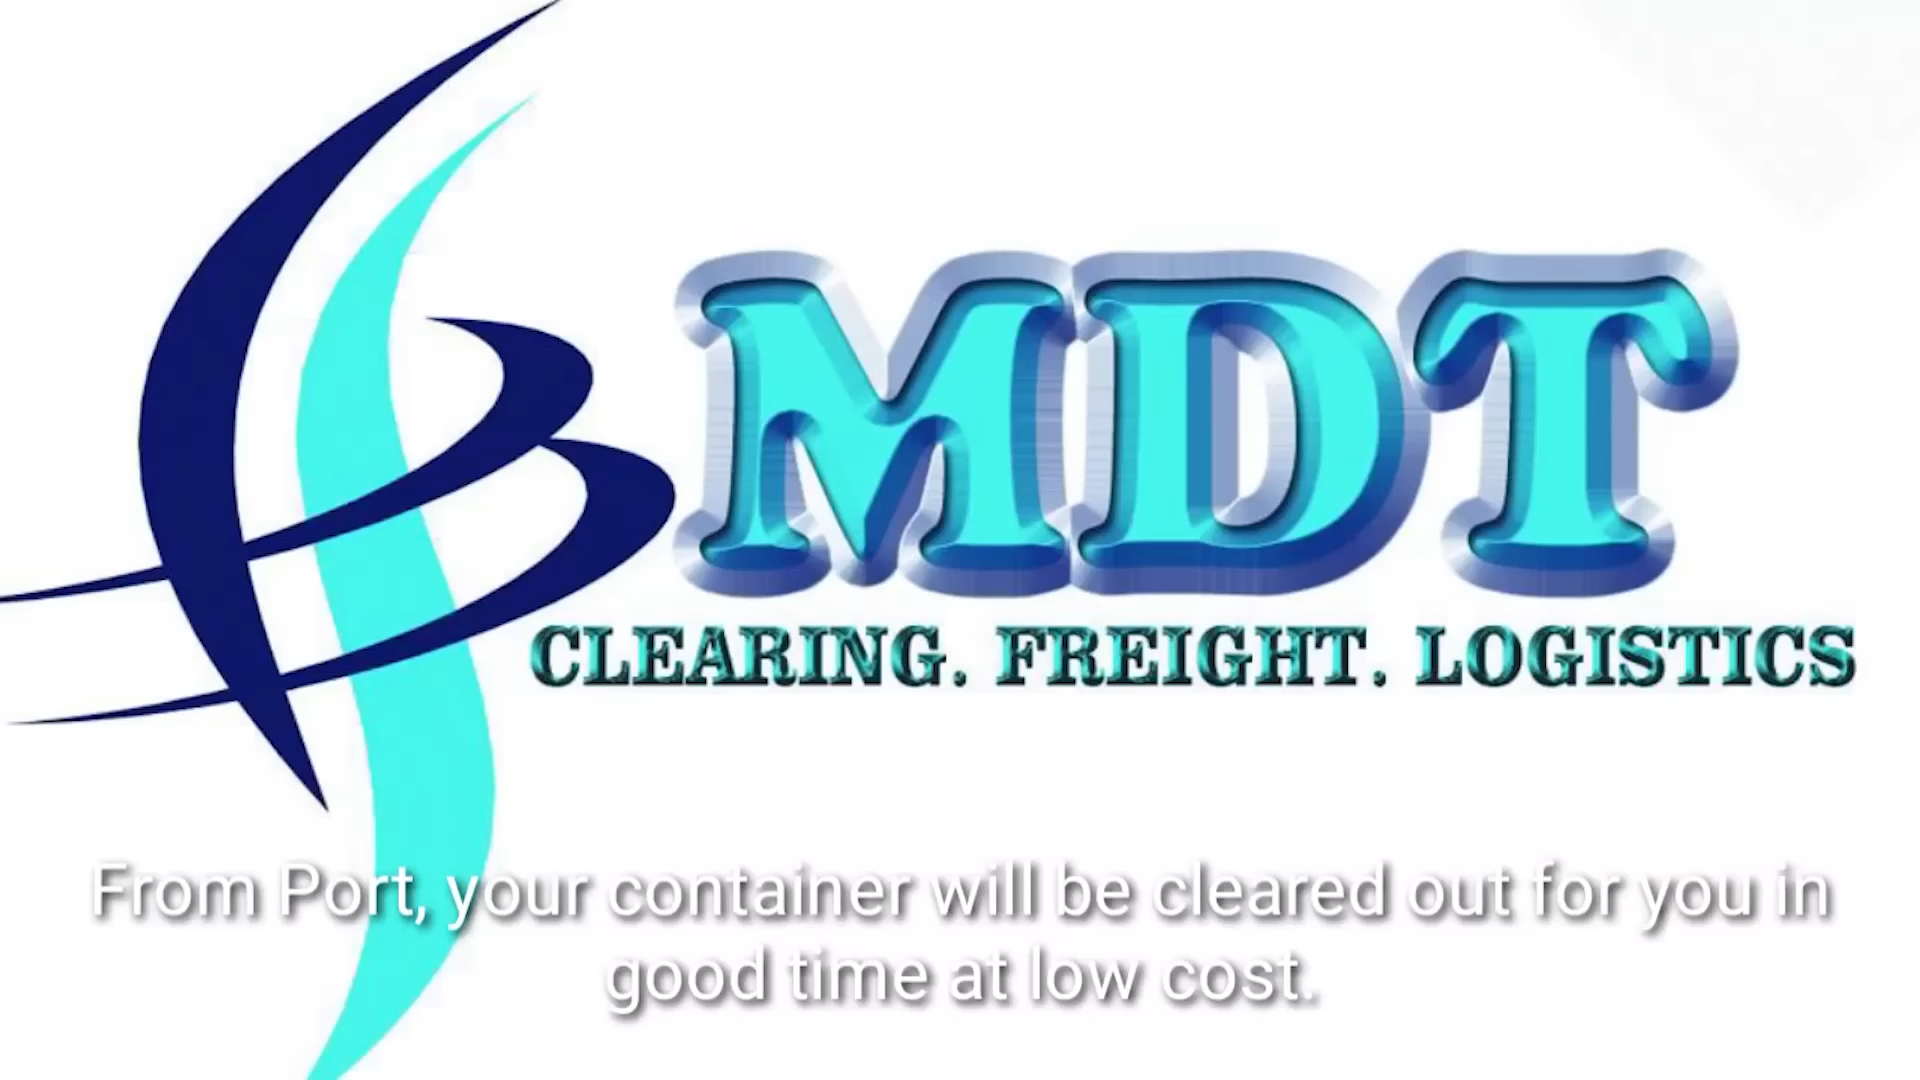 MDT
CLEARING. FREIGHT. LOGISTICS
From Port, your container will be cleared out for you in
good time at low cost.